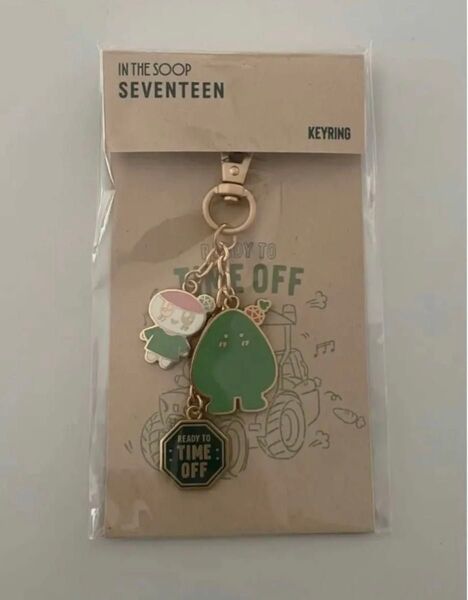 IN THE SOOP
SEVENTEEN
KEYRING
READY TO
TIME OFF
READY TO
TIME
OFF